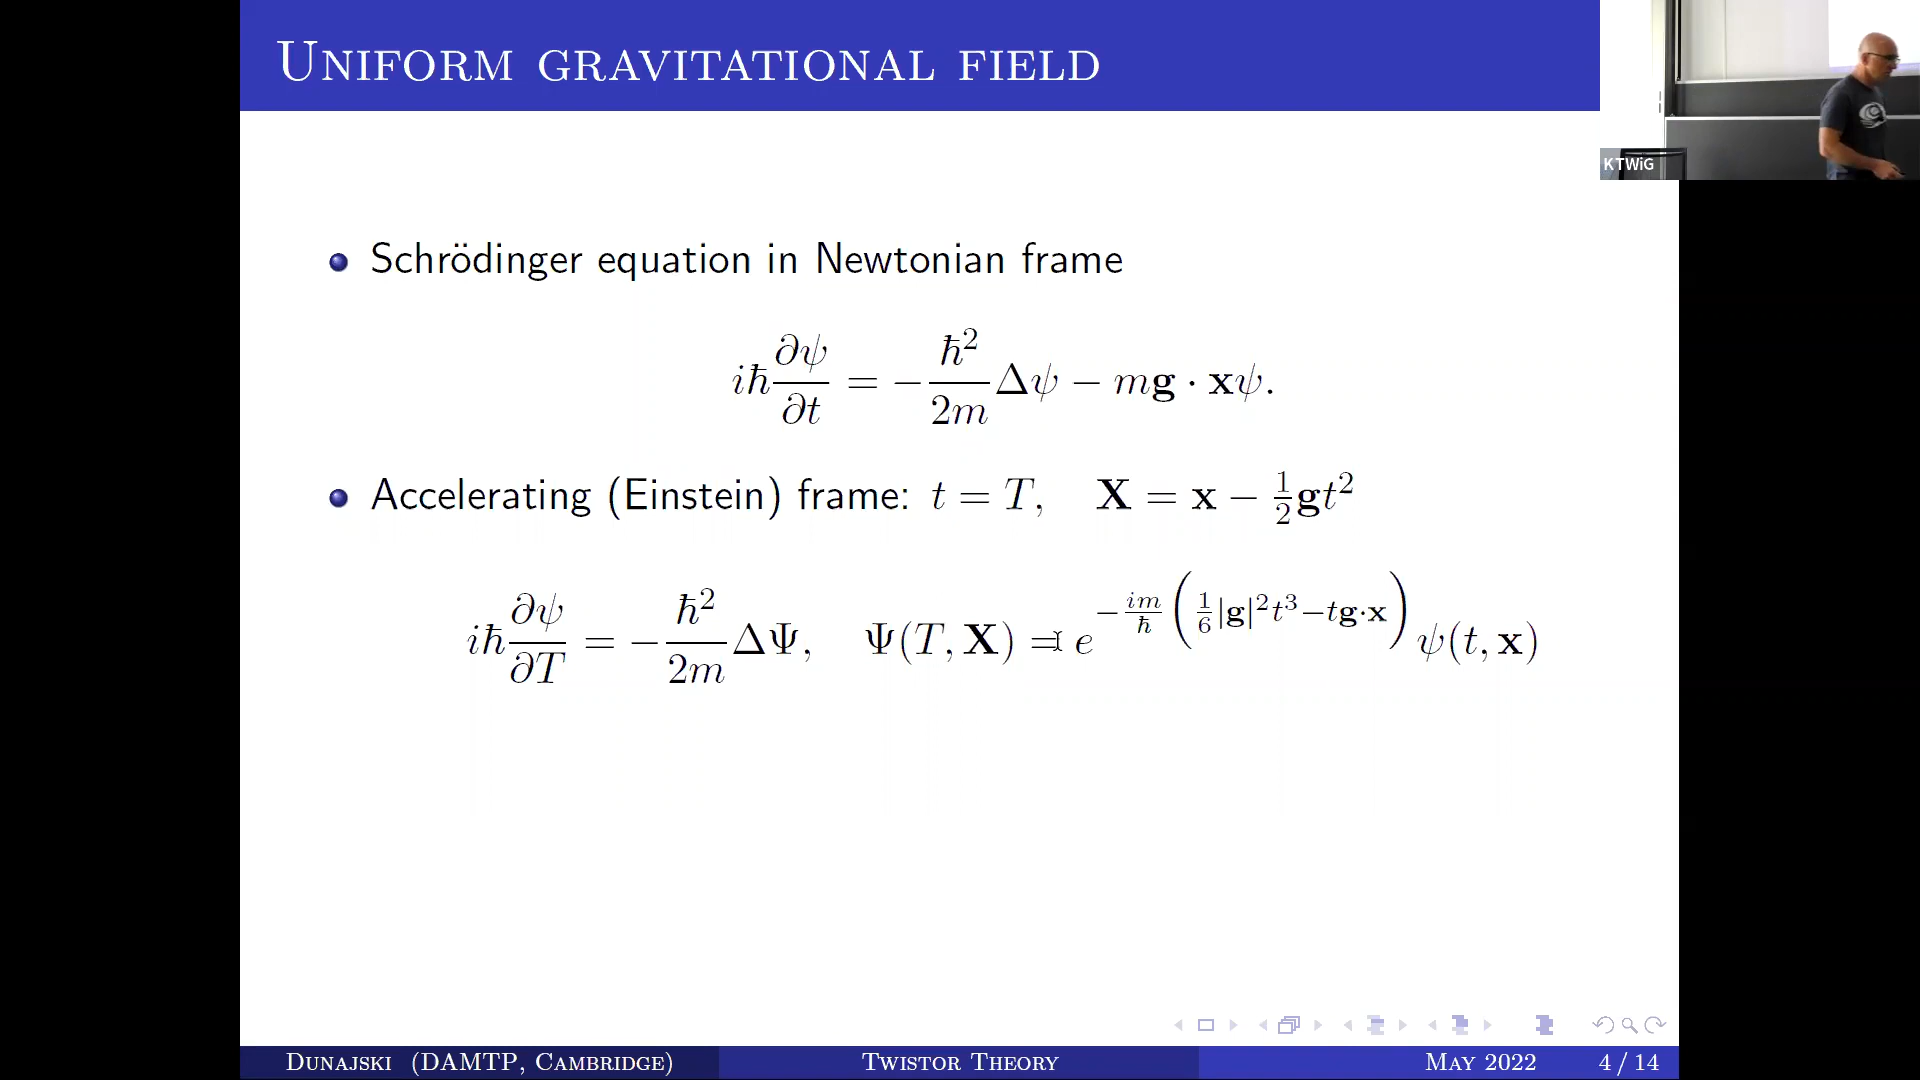 Uniform gravitational field
KTWiG
Schrödinger equation in Newtonian frame
iℏ ∂ψ/∂t = −ℏ²/2m Δψ − m𝐠 · 𝐱ψ.
Accelerating (Einstein) frame: t = T, 𝐗 = 𝐱 − ½𝐠t²
iℏ ∂ψ/∂T = −ℏ²/2m ΔΨ, Ψ(T, 𝐗) = e^{−im/ℏ (1/6 |𝐠|²t³ − t𝐠·𝐱)} ψ(t, 𝐱)
Dunajski (DAMTP, Cambridge) Twistor Theory May 2022 4 / 14